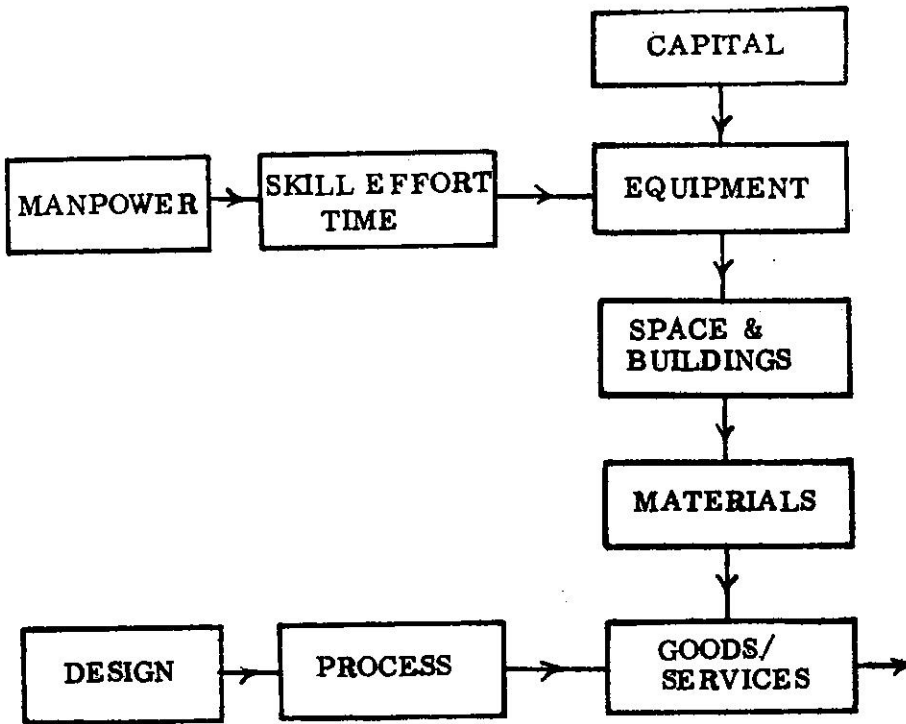 CAPITAL
MANPOWER
SKILL EFFORT
TIME
EQUIPMENT
SPACE &
BUILDINGS
MATERIALS
DESIGN
PROCESS
GOODS/
SERVICES